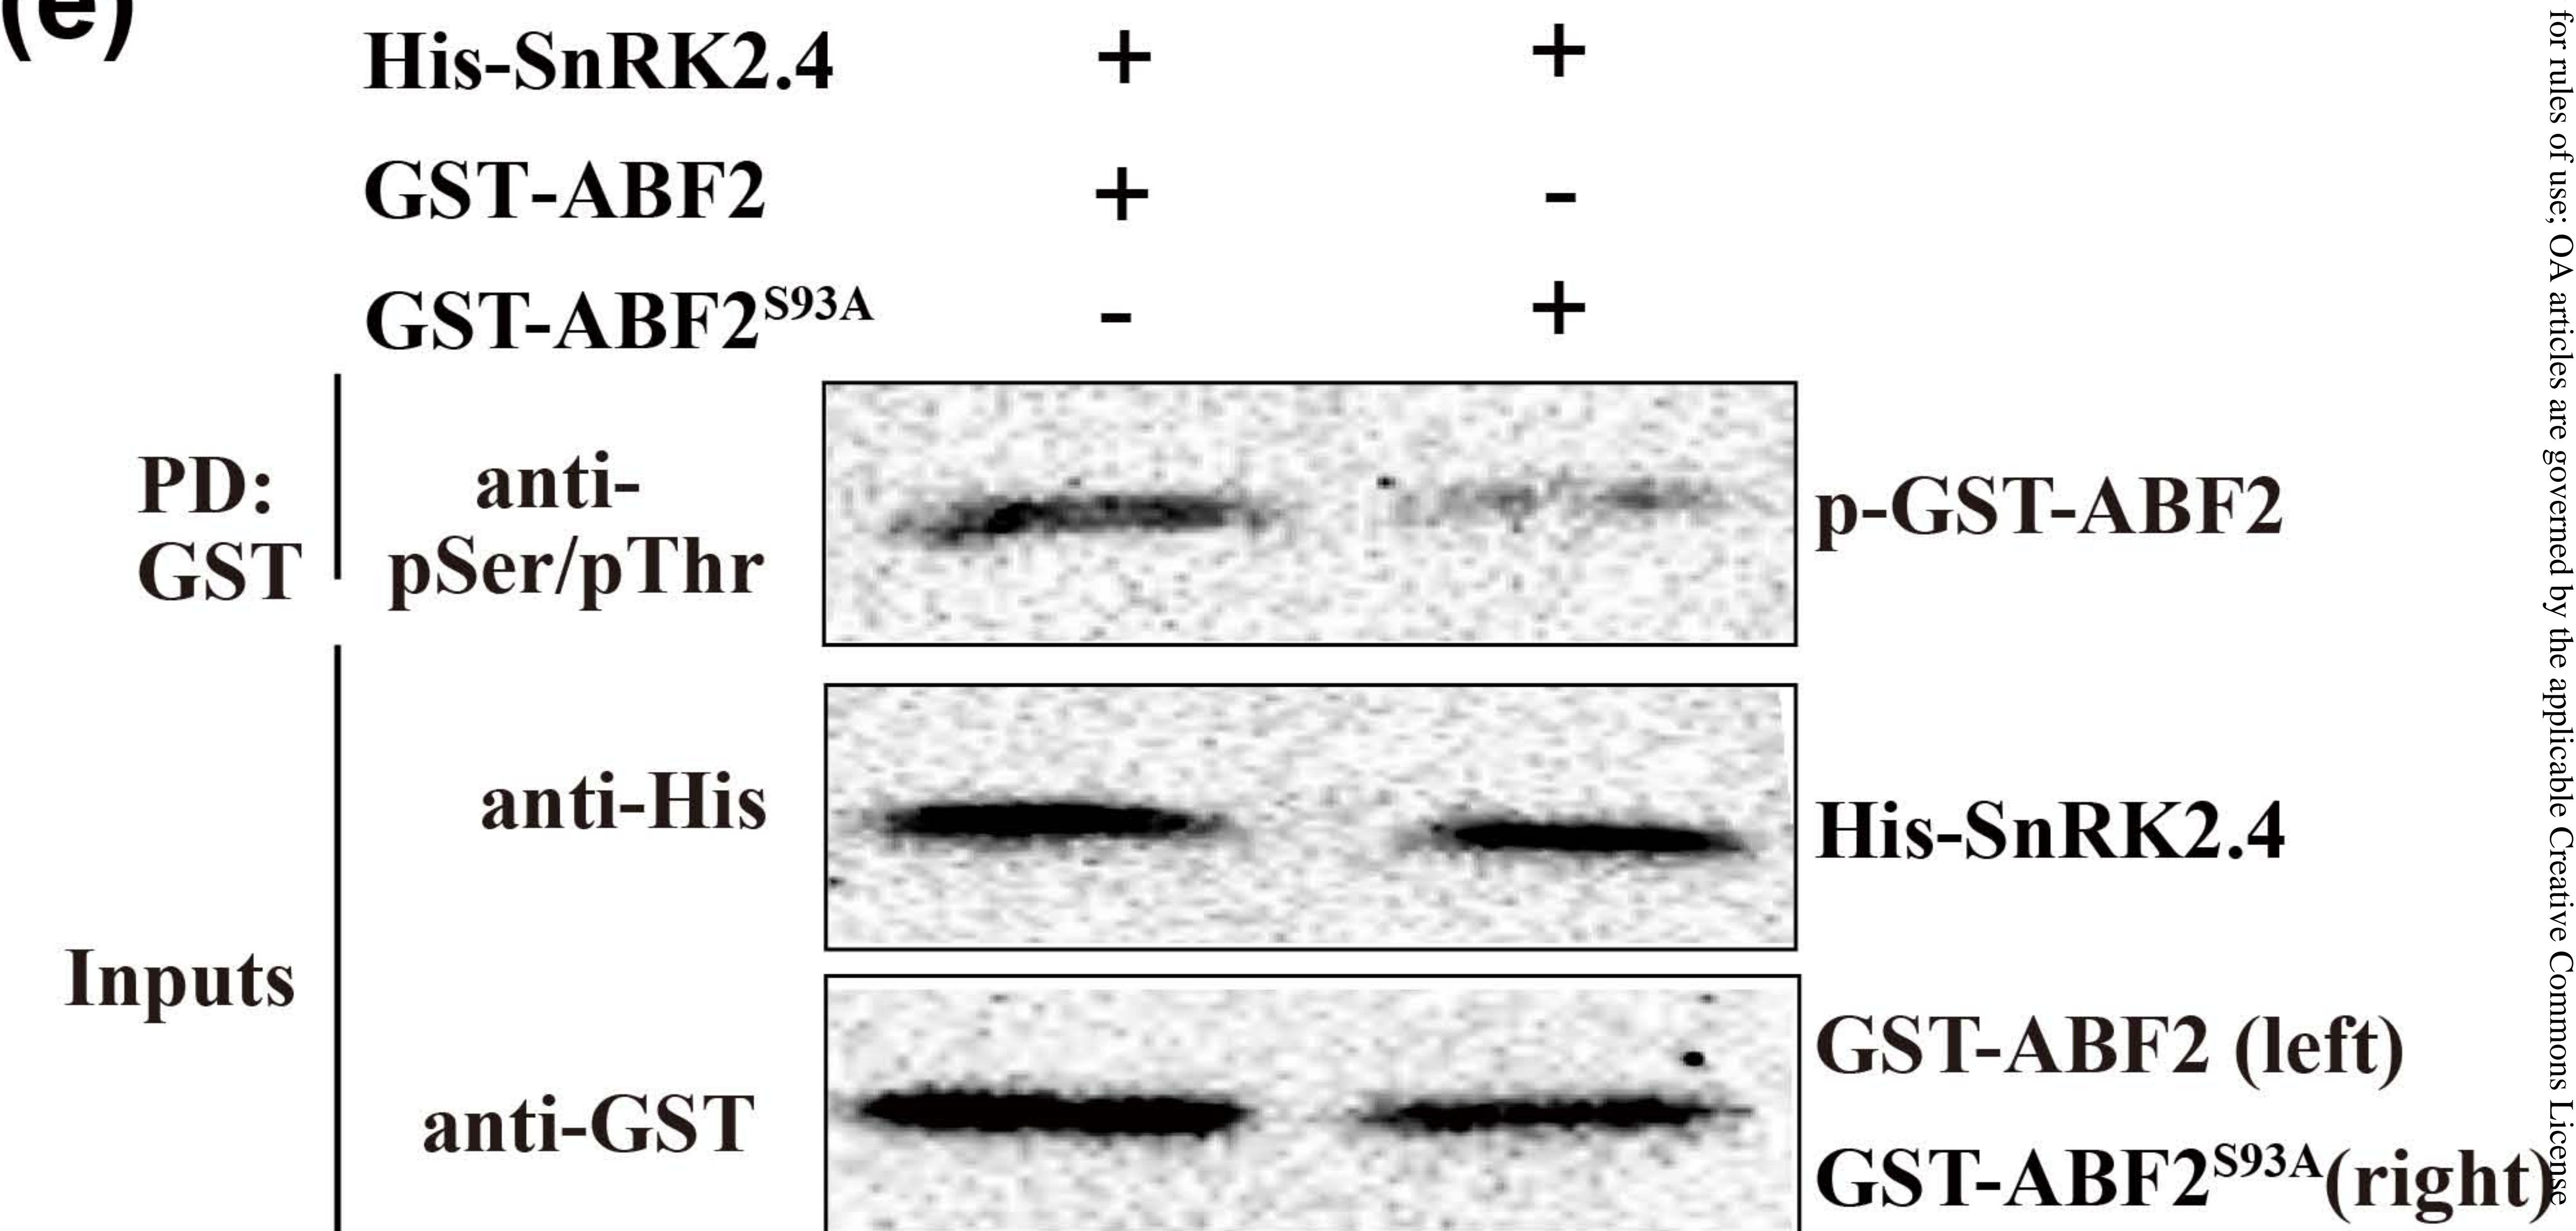 (e)
His-SnRK2.4 + +
GST-ABF2 + -
GST-ABF2S93A - +
PD:
GST
anti-
pSer/pThr
p-GST-ABF2
Inputs
anti-His
His-SnRK2.4
anti-GST
GST-ABF2 (left)
GST-ABF2S93A(right)
for rules of use; OA articles are governed by the applicable Creative Commons License